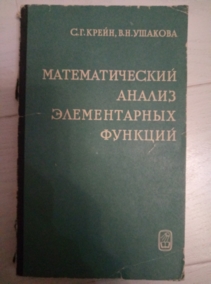 С.Г. КРЕЙН, В.Н. УШАКОВА
МАТЕМАТИЧЕСКИЙ
АНАЛИЗ
ЭЛЕМЕНТАРНЫХ
ФУНКЦИЙ